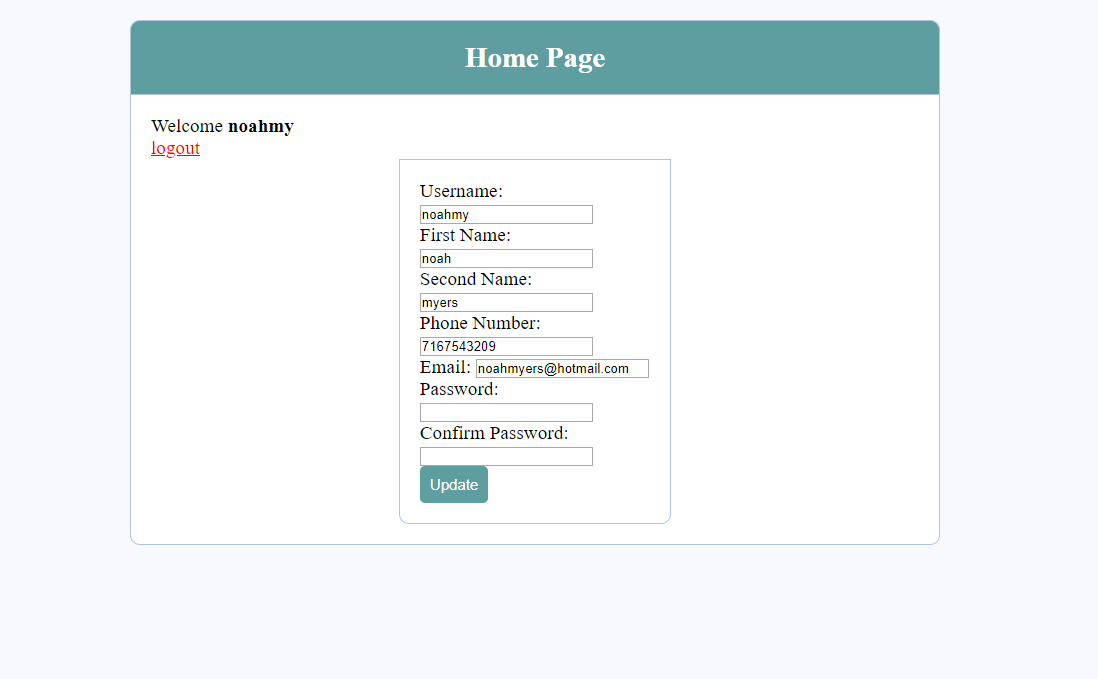 Home Page
Welcome noahmy
logout
Username:
noahmy
First Name:
noah
Second Name:
myers
Phone Number:
7167543209
Email: noahmyers@hotmail.com
Password:
Confirm Password:
Update